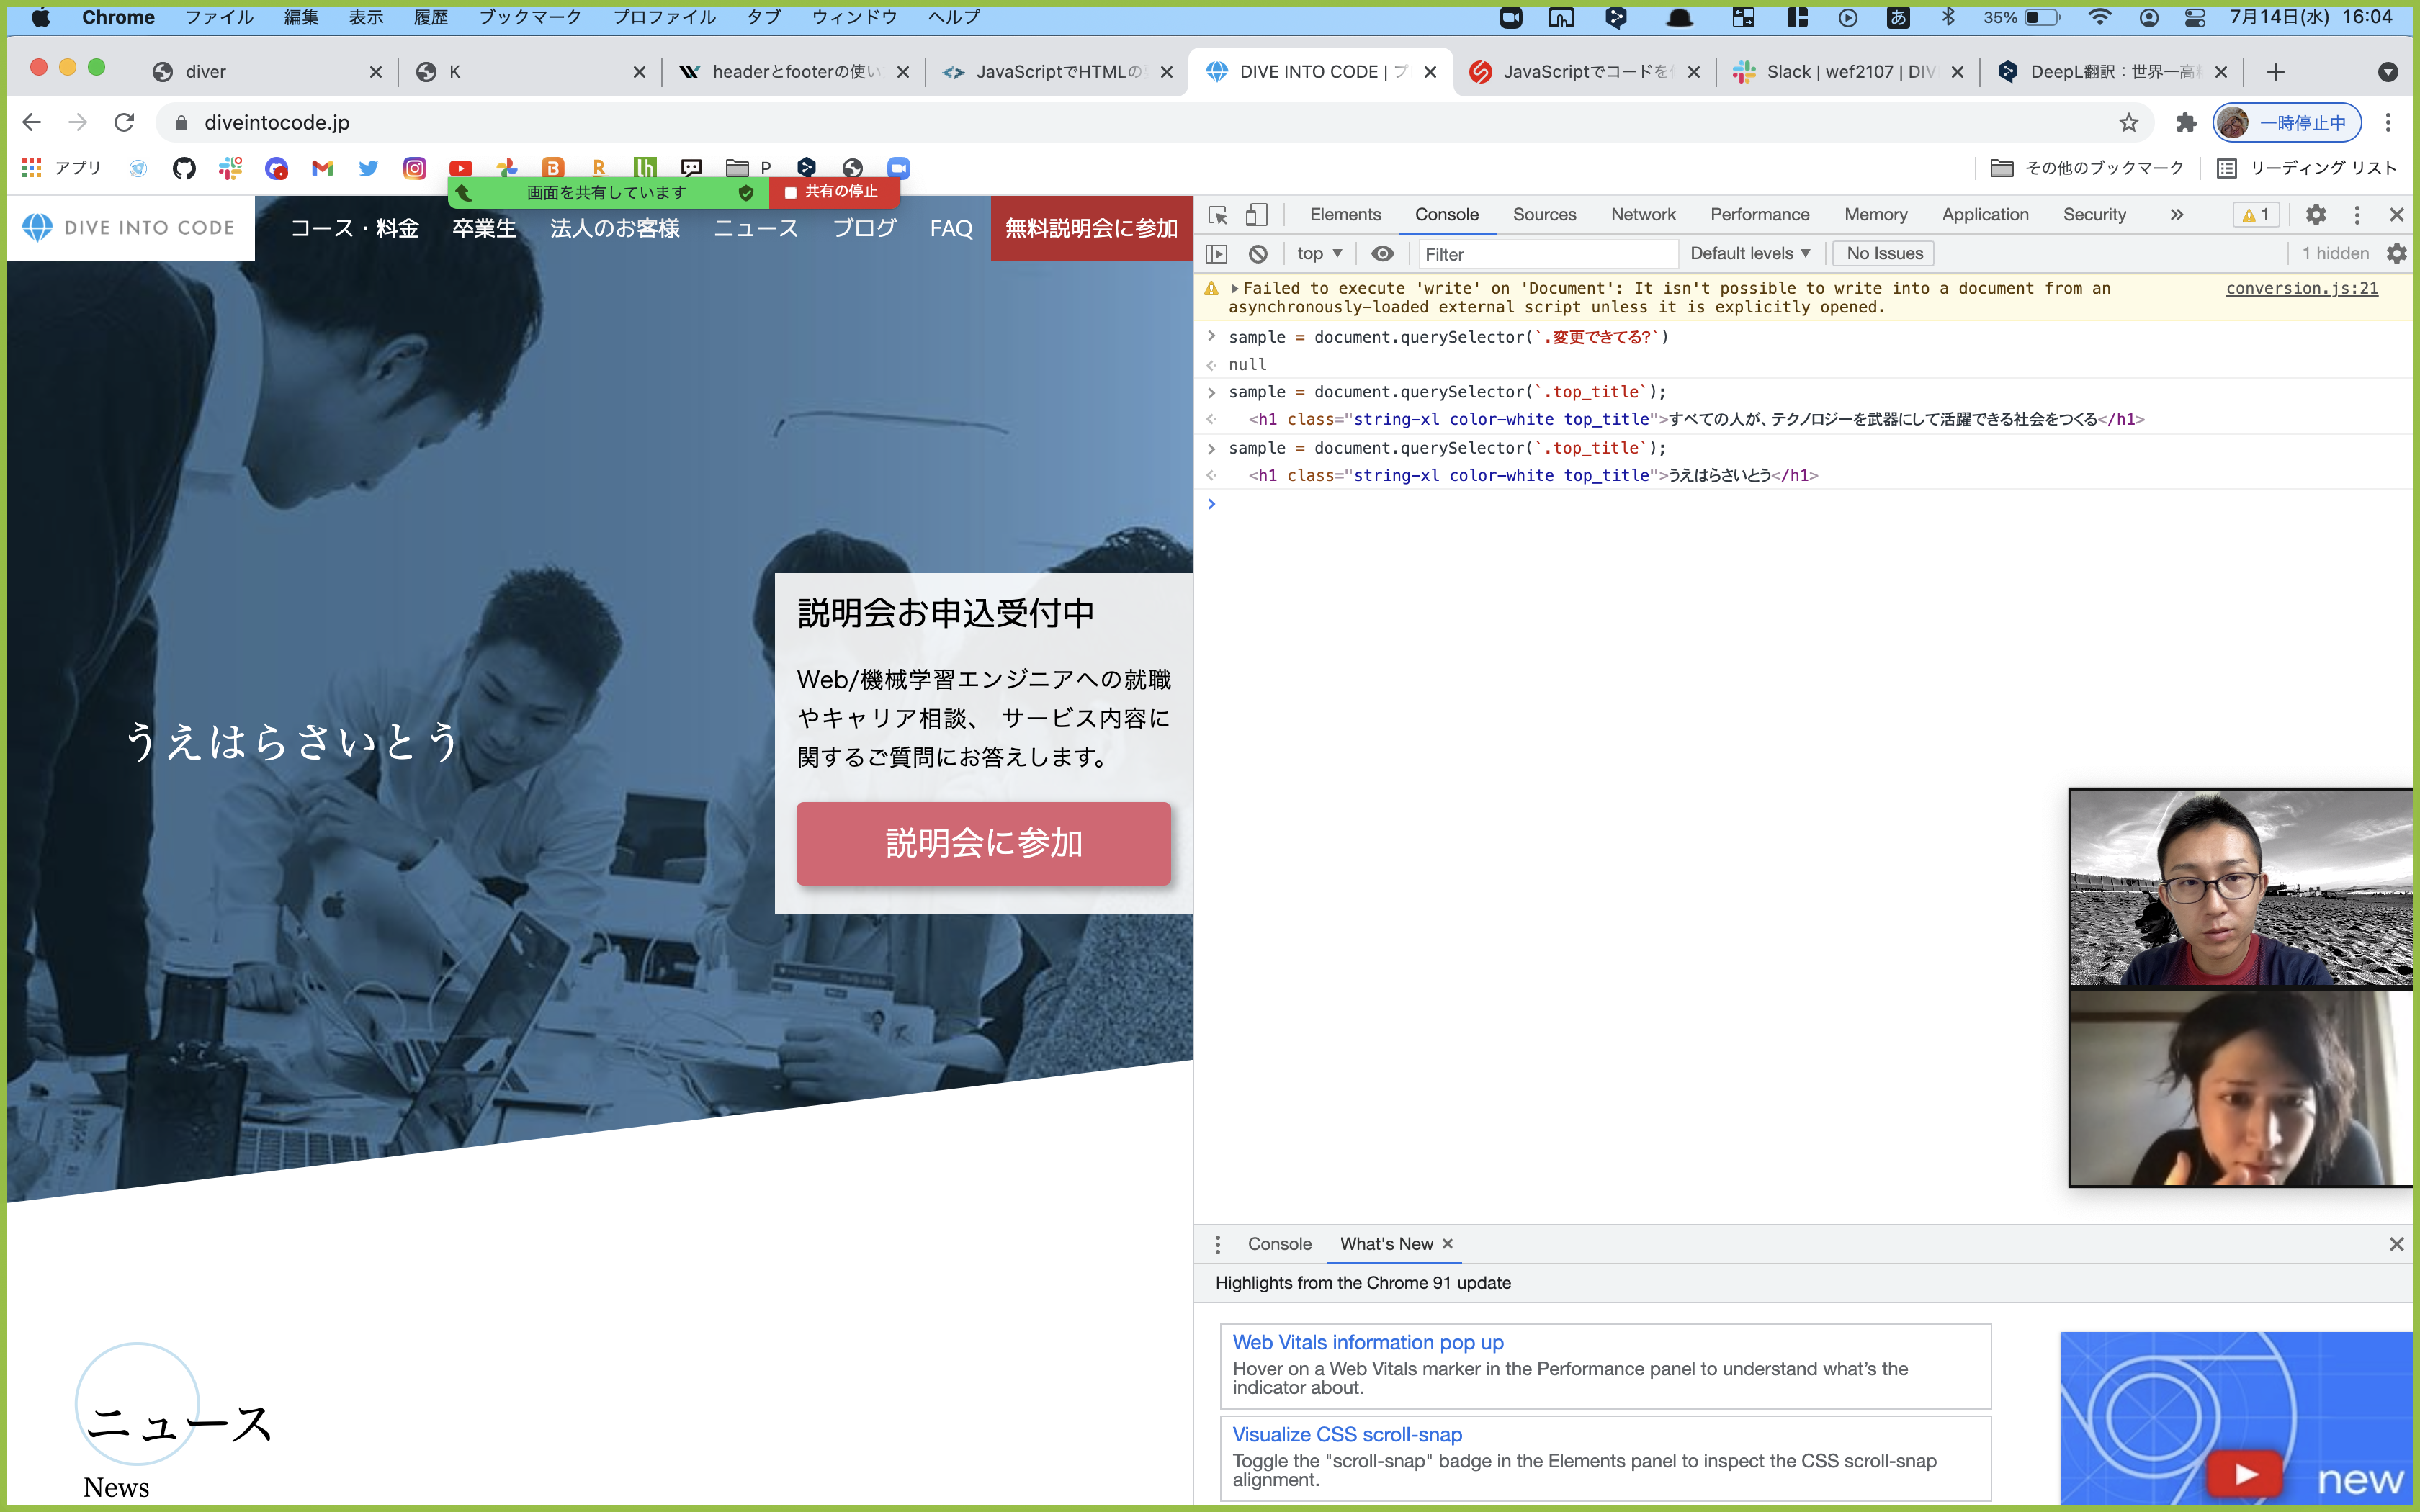 Chrome ファイル 編集 表示 履歴 ブックマーク プロファイル タブ ウィンドウ ヘルプ あ 35% 7月14日(水) 16:04
diver K headerとfooterの使い JavaScriptでHTMLの DIVE INTO CODE | プ JavaScriptでコードを Slack | wef2107 | DIV DeepL翻訳：世界一高
diveintocode.jp 一時停止中
アプリ P その他のブックマーク リーディング リスト
画面を共有しています 共有の停止
DIVE INTO CODE コース・料金 卒業生 法人のお客様 ニュース ブログ FAQ 無料説明会に参加
うえはらさいとう
説明会お申込受付中
Web/機械学習エンジニアへの就職
やキャリア相談、 サービス内容に
関するご質問にお答えします。
説明会に参加
ニュース
News
Elements Console Sources Network Performance Memory Application Security » 1
top ▼ Filter Default levels ▼ No Issues 1 hidden
Failed to execute 'write' on 'Document': It isn't possible to write into a document from an conversion.js:21
asynchronously-loaded external script unless it is explicitly opened.
sample = document.querySelector(`.変更できてる?`)
null
sample = document.querySelector(`.top_title`);
<h1 class="string-xl color-white top_title">すべての人が、テクノロジーを武器にして活躍できる社会をつくる</h1>
sample = document.querySelector(`.top_title`);
<h1 class="string-xl color-white top_title">うえはらさいとう</h1>
Console What's New
Highlights from the Chrome 91 update
Web Vitals information pop up
Hover on a Web Vitals marker in the Performance panel to understand what's the
indicator about.
Visualize CSS scroll-snap
Toggle the "scroll-snap" badge in the Elements panel to inspect the CSS scroll-snap
alignment.
new